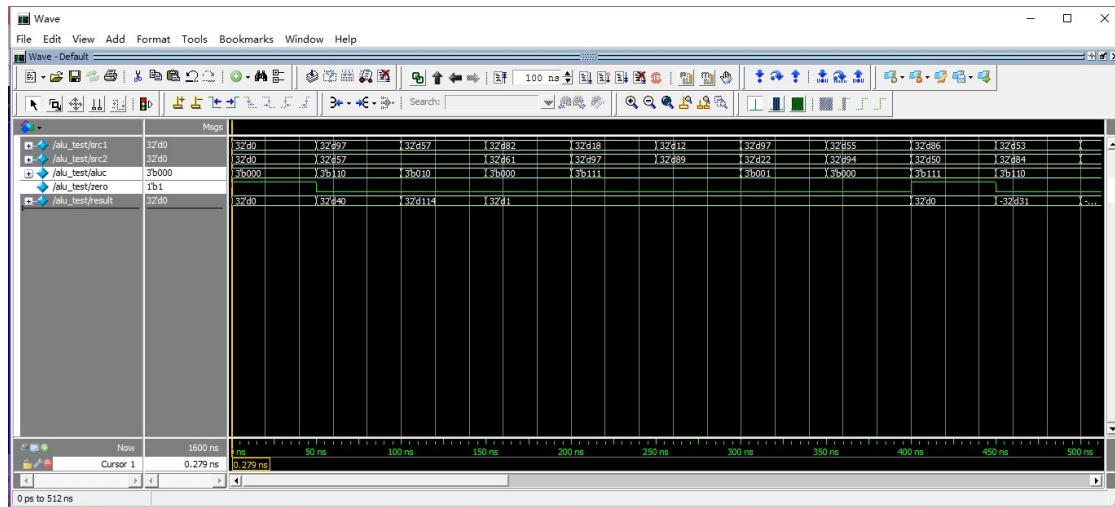 Wave
File Edit View Add Format Tools Bookmarks Window Help
Wave - Default
100 ns
Search:
Msgs
/alu_test/src1 32'd0 32'd0 32'd97 32'd57 32'd82 32'd18 32'd12 32'd97 32'd55 32'd86 32'd53
/alu_test/src2 32'd0 32'd0 32'd57 32'd61 32'd97 32'd89 32'd22 32'd94 32'd50 32'd84
/alu_test/aluc 3'b000 3'b000 3'b110 3'b010 3'b000 3'b111 3'b001 3'b000 3'b111 3'b110
/alu_test/zero 1'b1
/alu_test/result 32'd0 32'd0 32'd40 32'd114 32'd1 32'd0 -32'd31 -...
Now 1600 ns ns 50 ns 100 ns 150 ns 200 ns 250 ns 300 ns 350 ns 400 ns 450 ns 500 ns
Cursor 1 0.279 ns 0.279 ns
0 ps to 512 ns